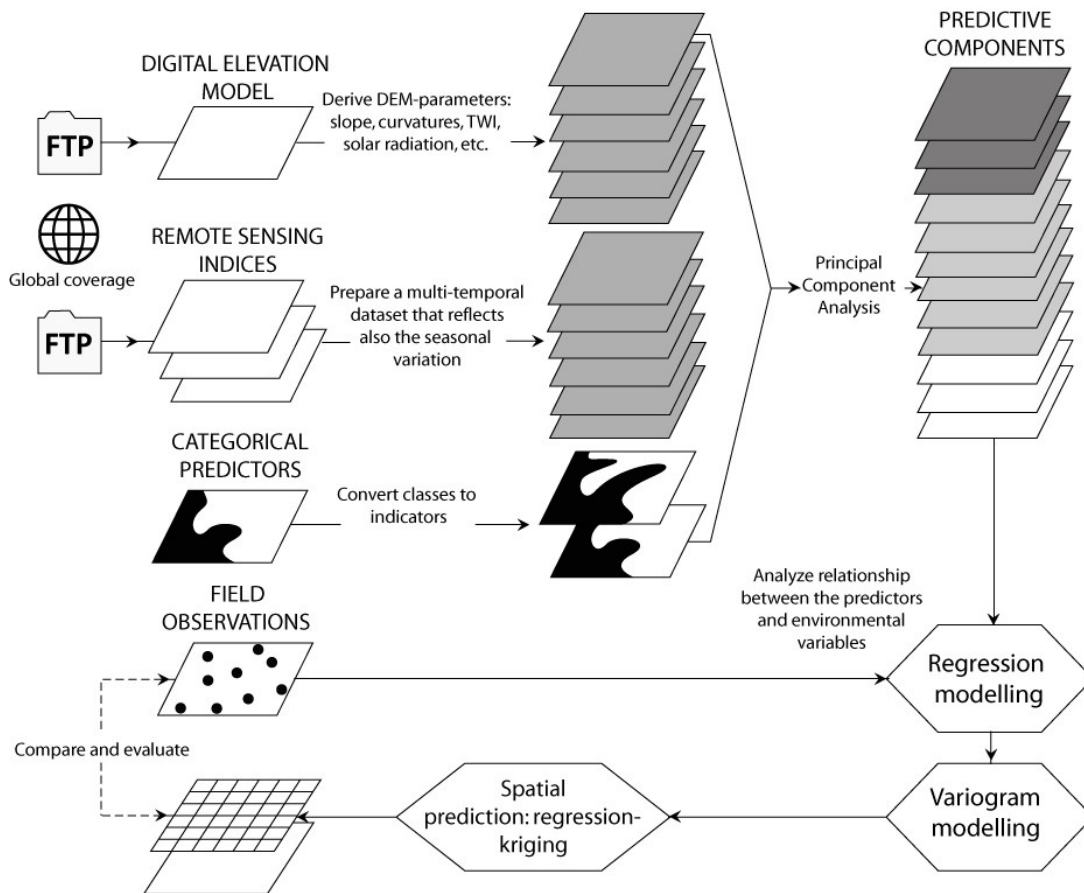 PREDICTIVE
COMPONENTS
DIGITAL ELEVATION
MODEL
Derive DEM-parameters:
slope, curvatures, TWI,
solar radiation, etc.
FTP
Global coverage
REMOTE SENSING
INDICES
Prepare a multi-temporal
dataset that reflects
also the seasonal
variation
FTP
Principal
Component
Analysis
CATEGORICAL
PREDICTORS
Convert classes to
indicators
FIELD
OBSERVATIONS
Analyze relationship
between the predictors
and environmental
variables
Regression
modelling
Compare and evaluate
Spatial
prediction: regression-
kriging
Variogram
modelling